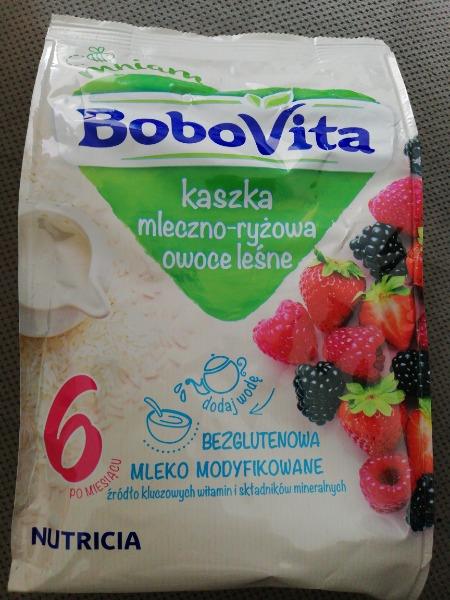 mniam
BoboVita
kaszka
mleczno-ryżowa
owoce leśne
dodaj wodę
6
PO MIESIĄCU
BEZGLUTENOWA
MLEKO MODYFIKOWANE
źródło kluczowych witamin i składników mineralnych
NUTRICIA